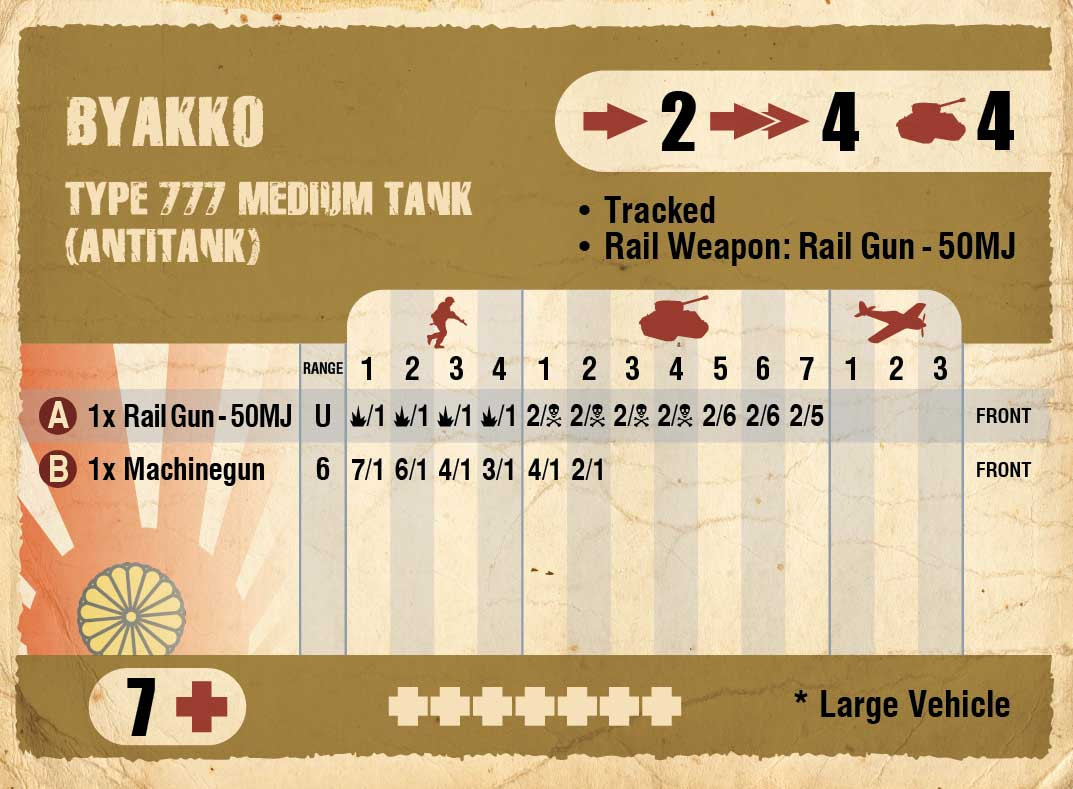 BYAKKO
2 4 4
TYPE 777 MEDIUM TANK
(ANTITANK)
• Tracked
• Rail Weapon: Rail Gun - 50MJ
RANGE 1 2 3 4 1 2 3 4 5 6 7 1 2 3
A 1x Rail Gun - 50MJ U /1 /1 /1 /1 2/☠ 2/☠ 2/☠ 2/☠ 2/6 2/6 2/5 FRONT
B 1x Machinegun 6 7/1 6/1 4/1 3/1 4/1 2/1 FRONT
7
* Large Vehicle